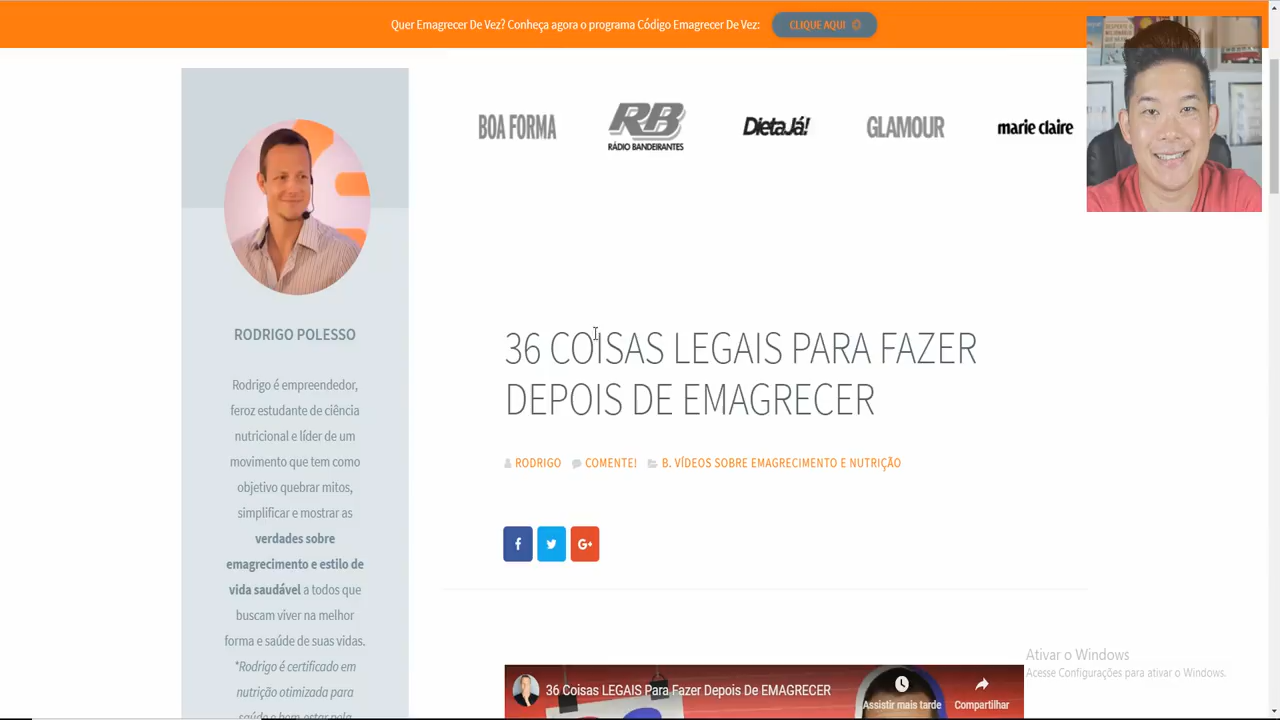 Quer Emagrecer De Vez? Conheça agora o programa Código Emagrecer De Vez:
CLIQUE AQUI
BOA FORMA
RB
RÁDIO BANDEIRANTES
DietaJá!
GLAMOUR
marie claire
RODRIGO POLESSO
Rodrigo é empreendedor,
feroz estudante de ciência
nutricional e líder de um
movimento que tem como
objetivo quebrar mitos,
simplificar e mostrar as
verdades sobre
emagrecimento e estilo de
vida saudável a todos que
buscam viver na melhor
forma e saúde de suas vidas.
*Rodrigo é certificado em
nutrição otimizada para
saúde e bem-estar pela
36 COISAS LEGAIS PARA FAZER
DEPOIS DE EMAGRECER
RODRIGO COMENTE! B. VÍDEOS SOBRE EMAGRECIMENTO E NUTRIÇÃO
f G+
36 Coisas LEGAIS Para Fazer Depois De EMAGRECER
Assistir mais tarde
Compartilhar
Ativar o Windows
Acesse Configurações para ativar o Windows.